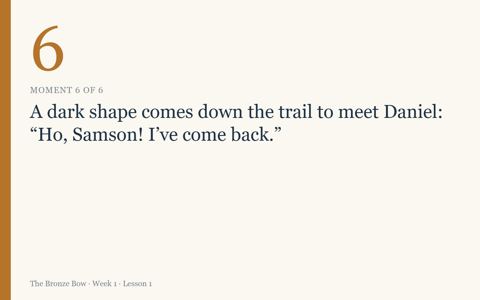 6
MOMENT 6 OF 6
A dark shape comes down the trail to meet Daniel:
“Ho, Samson! I’ve come back.”
The Bronze Bow · Week 1 · Lesson 1